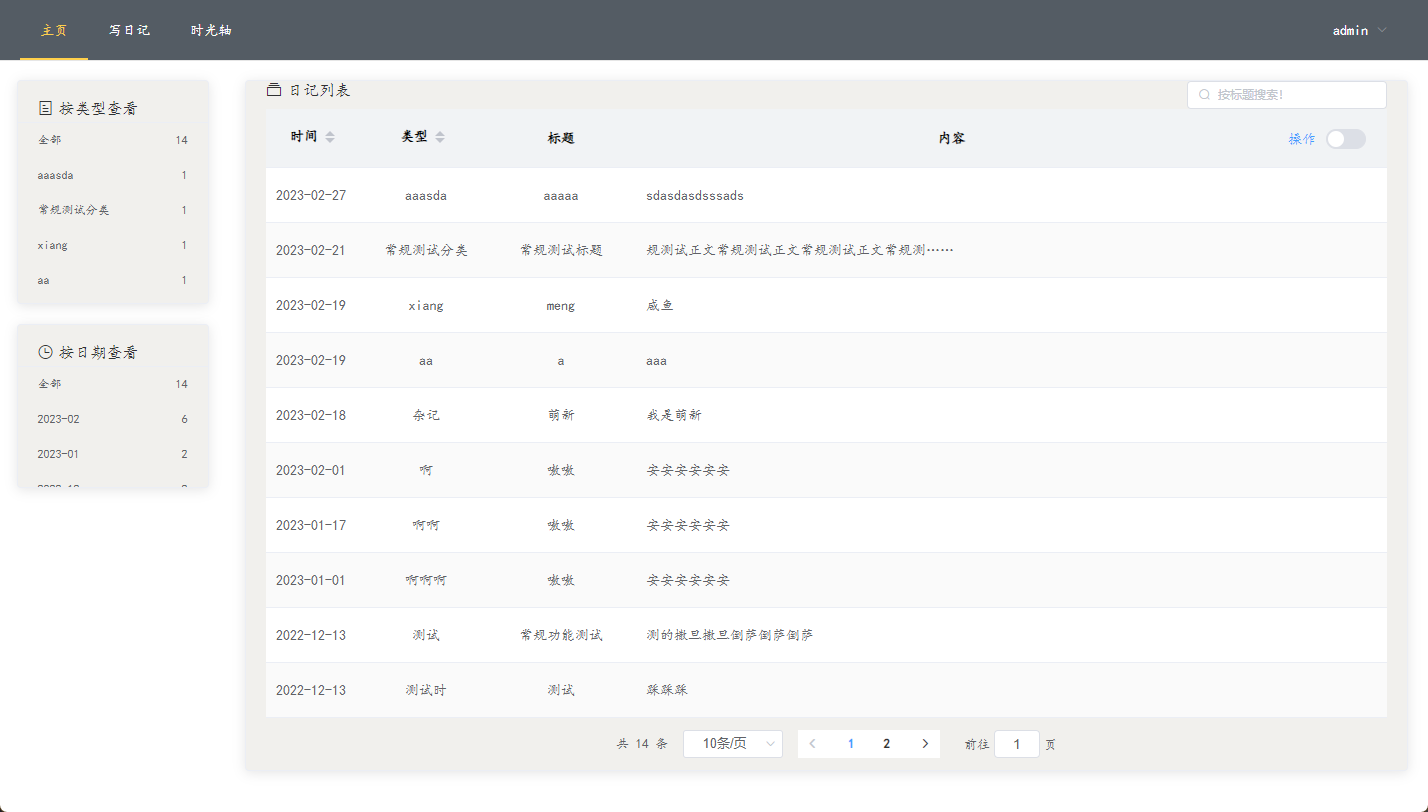 主页 写日记 时光轴 admin
按类型查看
全部 14
aaasda 1
常规测试分类 1
xiang 1
aa 1
按日期查看
全部 14
2023-02 6
2023-01 2
日记列表 按标题搜索!
时间 类型 标题 内容 操作
2023-02-27 aaasda aaaaa sdasdasdsssads
2023-02-21 常规测试分类 常规测试标题 规测试正文常规测试正文常规测试正文常规测……
2023-02-19 xiang meng 咸鱼
2023-02-19 aa a aaa
2023-02-18 杂记 萌新 我是萌新
2023-02-01 啊 嗷嗷 安安安安安安
2023-01-17 啊啊 嗷嗷 安安安安安安
2023-01-01 啊啊啊 嗷嗷 安安安安安安
2022-12-13 测试 常规功能测试 测的撒旦撒旦倒萨倒萨倒萨
2022-12-13 测试时 测试 踩踩踩
共 14 条 10条/页 1 2 前往 1 页